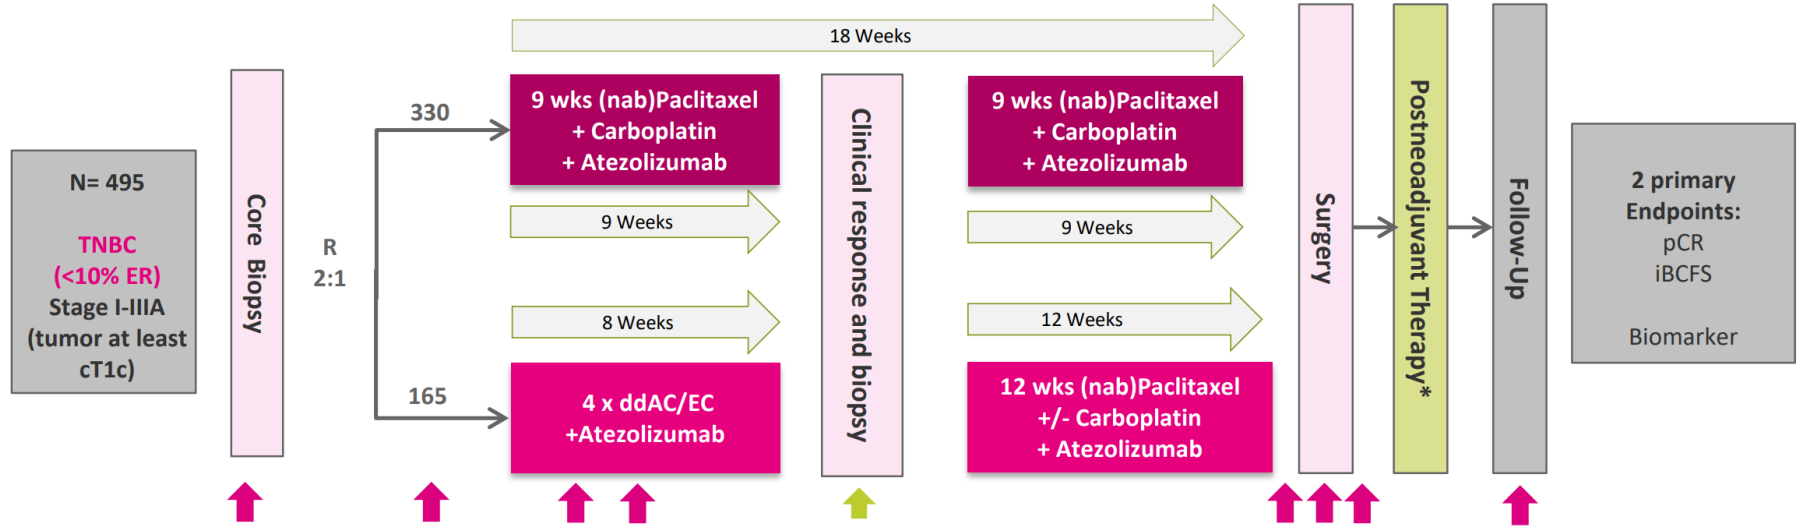 N= 495
TNBC
(<10% ER)
Stage I-IIIA
(tumor at least
cT1c)
Core Biopsy
R
2:1
330
165
18 Weeks
9 wks (nab)Paclitaxel
+ Carboplatin
+ Atezolizumab
9 Weeks
8 Weeks
4 x ddAC/EC
+Atezolizumab
Clinical response and biopsy
9 wks (nab)Paclitaxel
+ Carboplatin
+ Atezolizumab
9 Weeks
12 Weeks
12 wks (nab)Paclitaxel
+/- Carboplatin
+ Atezolizumab
Surgery
Postneoadjuvant Therapy*
Follow-Up
2 primary
Endpoints:
pCR
iBCFS
Biomarker